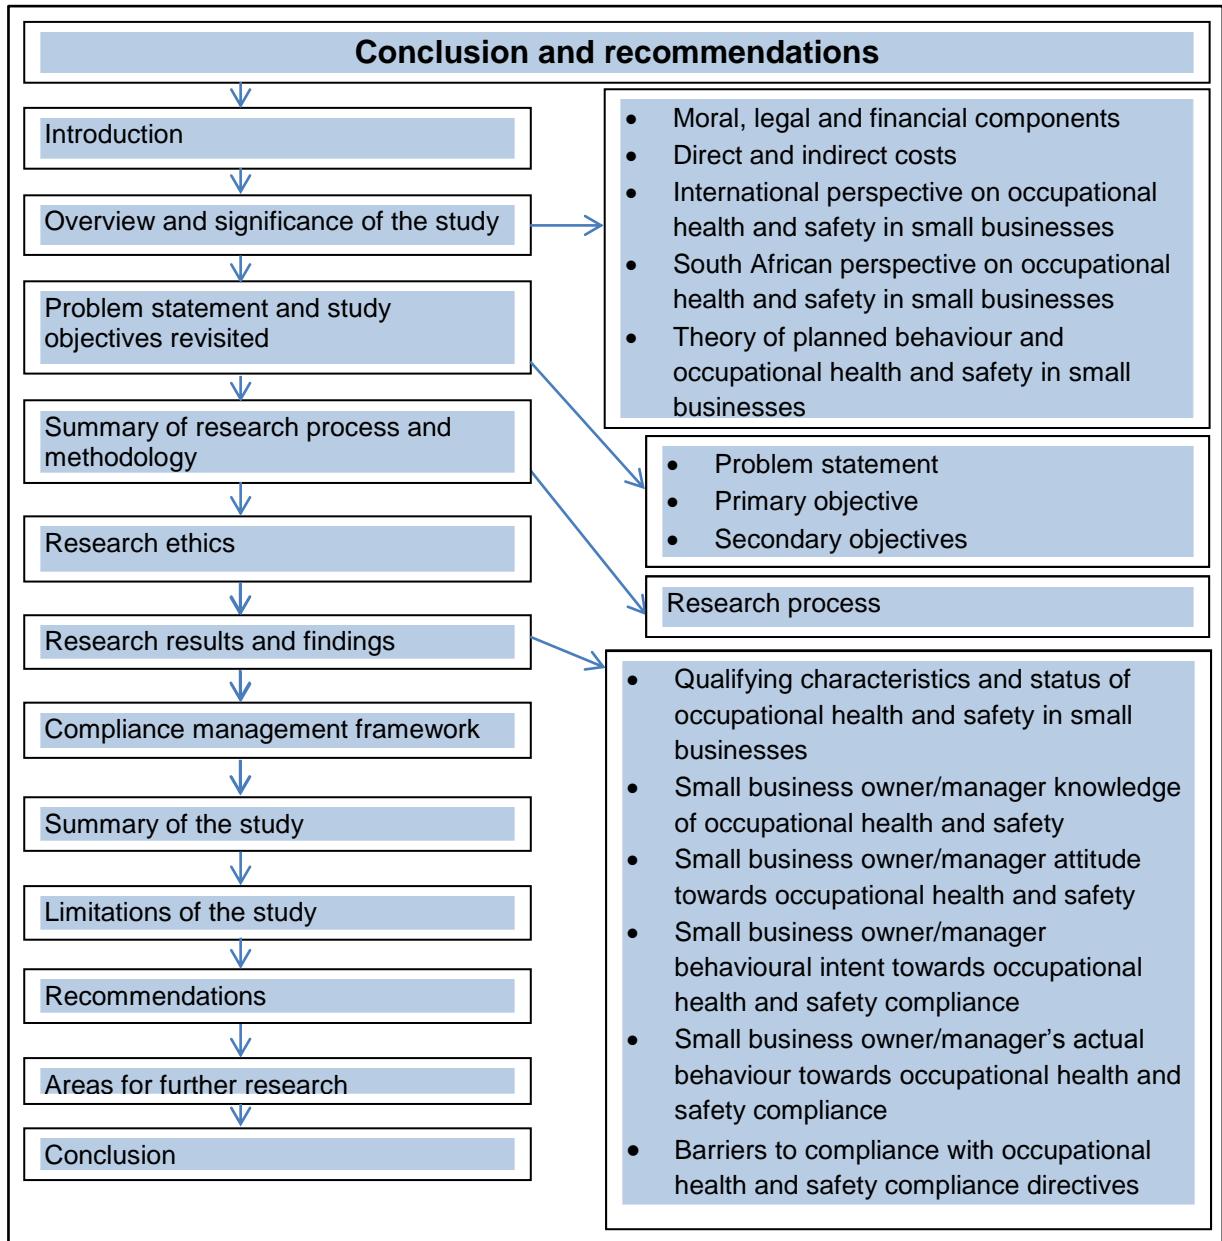 Conclusion and recommendations
Introduction
Overview and significance of the study
Problem statement and study
objectives revisited
Summary of research process and
methodology
Research ethics
Research results and findings
Compliance management framework
Summary of the study
Limitations of the study
Recommendations
Areas for further research
Conclusion
• Moral, legal and financial components
• Direct and indirect costs
• International perspective on occupational
health and safety in small businesses
• South African perspective on occupational
health and safety in small businesses
• Theory of planned behaviour and
occupational health and safety in small
businesses
• Problem statement
• Primary objective
• Secondary objectives
Research process
• Qualifying characteristics and status of
occupational health and safety in small
businesses
• Small business owner/manager knowledge
of occupational health and safety
• Small business owner/manager attitude
towards occupational health and safety
• Small business owner/manager
behavioural intent towards occupational
health and safety compliance
• Small business owner/manager’s actual
behaviour towards occupational health and
safety compliance
• Barriers to compliance with occupational
health and safety compliance directives